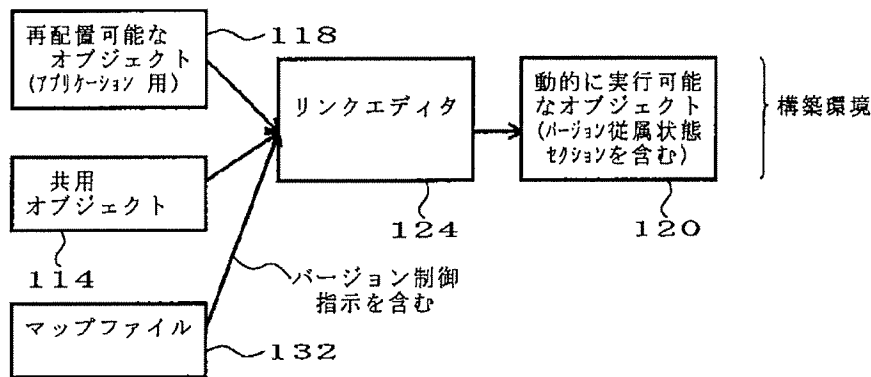 再配置可能な
オブジェクト
(アプリケーション 用)
118
共用
オブジェクト
114
マップファイル
132
バージョン制御
指示を含む
リンクエディタ
124
動的に実行可能
なオブジェクト
(バージョン従属状態
セクションを含む)
120
構築環境